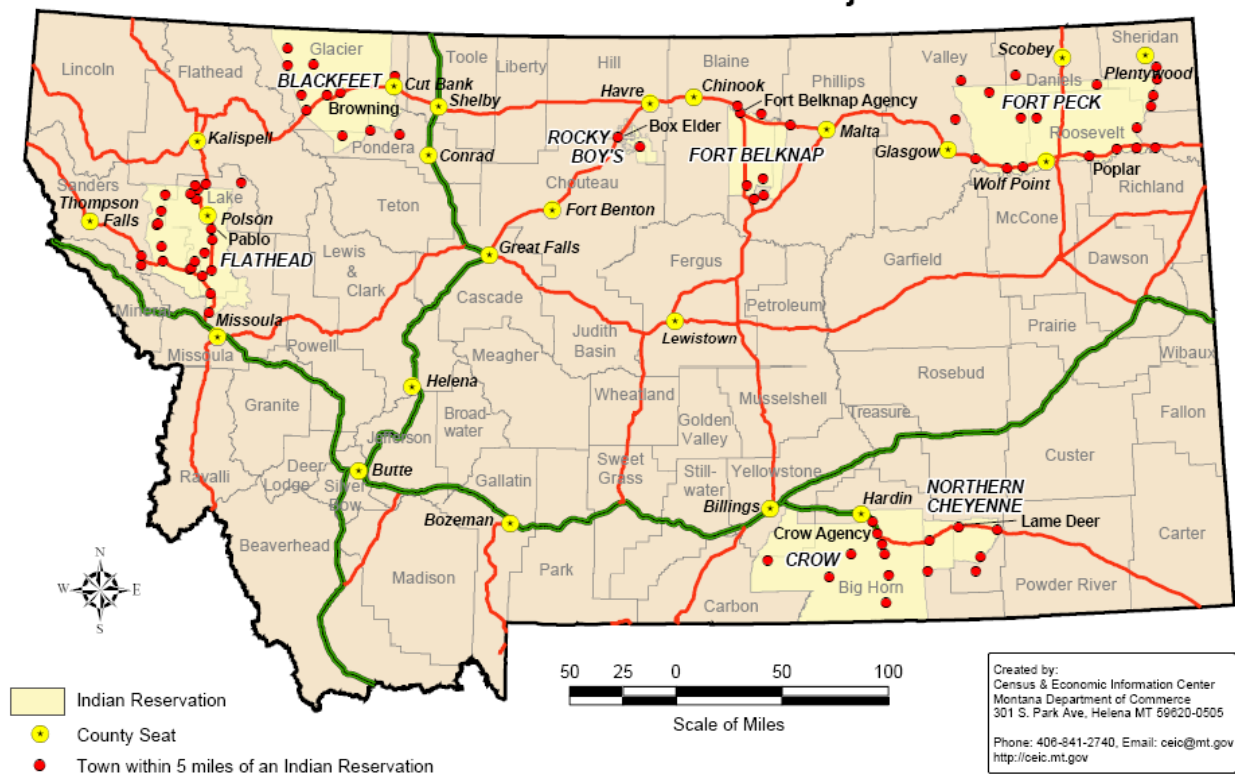 Glacier
Toole
Liberty
Hill
Blaine
Phillips
Valley
Scobey
Sheridan
Lincoln
Flathead
BLACKFEET
Cut Bank
Browning
Shelby
Havre
Chinook
Fort Belknap Agency
Daniels
Plentywood
FORT PECK
Roosevelt
Kalispell
Pondera
Conrad
ROCKY
BOY'S
Box Elder
FORT BELKNAP
Malta
Glasgow
Wolf Point
Poplar
Richland
Sanders
Thompson
Falls
Lake
Polson
Pablo
FLATHEAD
Teton
Chouteau
Fort Benton
McCone
Great Falls
Lewis
&
Clark
Cascade
Fergus
Petroleum
Garfield
Dawson
Mineral
Missoula
Missoula
Powell
Meagher
Judith
Basin
Lewistown
Prairie
Wibaux
Granite
Helena
Broad-
water
Wheatland
Golden
Valley
Musselshell
Treasure
Rosebud
Fallon
Custer
Jefferson
Ravalli
Deer
Lodge
Silver
Bow
Butte
Gallatin
Bozeman
Sweet
Grass
Still-
water
Yellowstone
Billings
Hardin
NORTHERN
CHEYENNE
Lame Deer
Crow Agency
CROW
Big Horn
Carter
Powder River
Beaverhead
Madison
Park
Carbon
N
W
E
S
50 25 0 50 100
Scale of Miles
Indian Reservation
County Seat
Town within 5 miles of an Indian Reservation
Created by:
Census & Economic Information Center
Montana Department of Commerce
301 S. Park Ave, Helena MT 59620-0505
Phone: 406-841-2740, Email: ceic@mt.gov
http://ceic.mt.gov